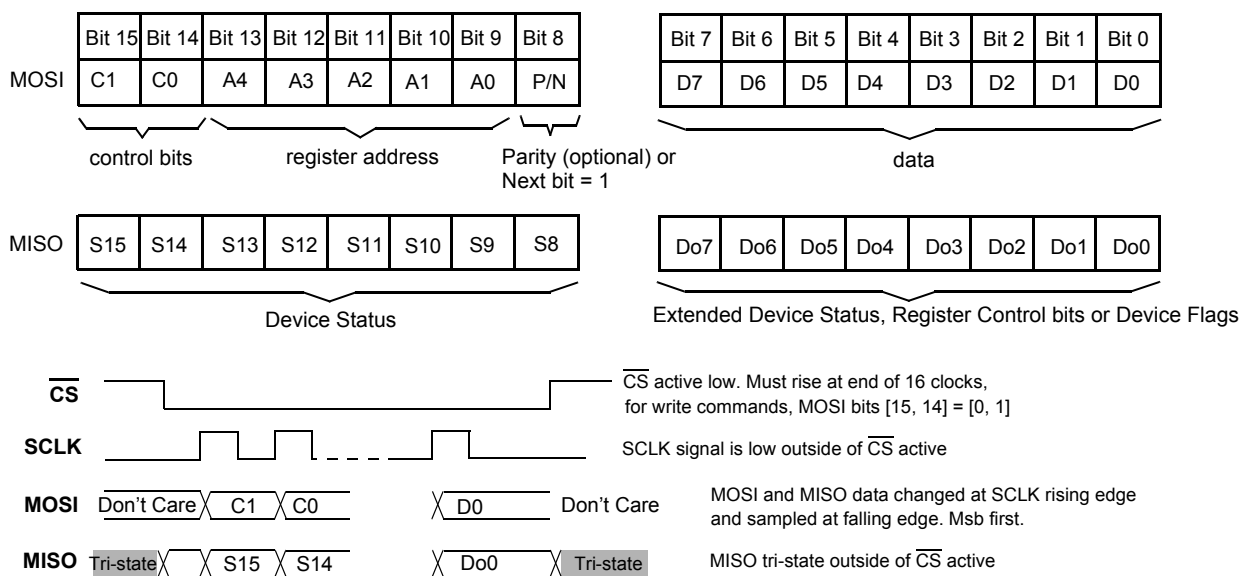 Bit 15 Bit 14 Bit 13 Bit 12 Bit 11 Bit 10 Bit 9 Bit 8 Bit 7 Bit 6 Bit 5 Bit 4 Bit 3 Bit 2 Bit 1 Bit 0
MOSI C1 C0 A4 A3 A2 A1 A0 P/N D7 D6 D5 D4 D3 D2 D1 D0
control bits register address Parity (optional) or data
Next bit = 1
MISO S15 S14 S13 S12 S11 S10 S9 S8 Do7 Do6 Do5 Do4 Do3 Do2 Do1 Do0
Device Status Extended Device Status, Register Control bits or Device Flags
CS CS active low. Must rise at end of 16 clocks,
for write commands, MOSI bits [15, 14] = [0, 1]
SCLK SCLK signal is low outside of CS active
MOSI Don't Care C1 C0 D0 Don't Care MOSI and MISO data changed at SCLK rising edge
and sampled at falling edge. Msb first.
MISO Tri-state S15 S14 Do0 Tri-state MISO tri-state outside of CS active